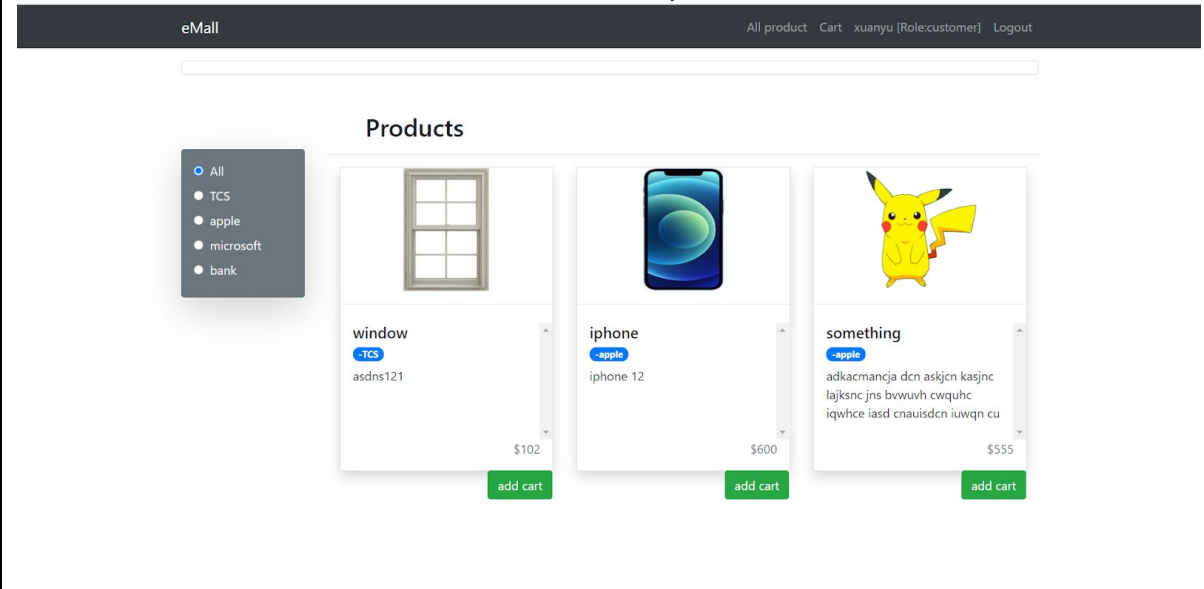 eMall
All product Cart xuanyu [Role:customer] Logout
Products
All
TCS
apple
microsoft
bank
window
-TCS
asdns121
$102
add cart
iphone
-apple
iphone 12
$600
add cart
something
-apple
adkacmancja dcn askjcn kasjnc
lajksnc jns bvwuvh cwquhc
iqwhce iasd cnauisdcn iuwqn cu
$555
add cart